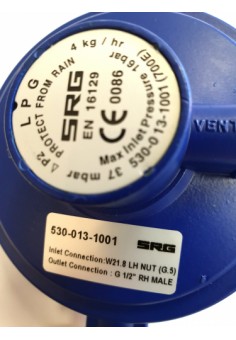 LPG
4 kg / hr
PROTECT FROM RAIN
SRG
EN 16129
CE 0086
Max Inlet Pressure 16bar
530-013-1001 (700E)
37 mbar
ΔP2
VENT
530-013-1001 SRG
Inlet Connection:W21.8 LH NUT (G.5)
Outlet Connection : G 1/2" RH MALE